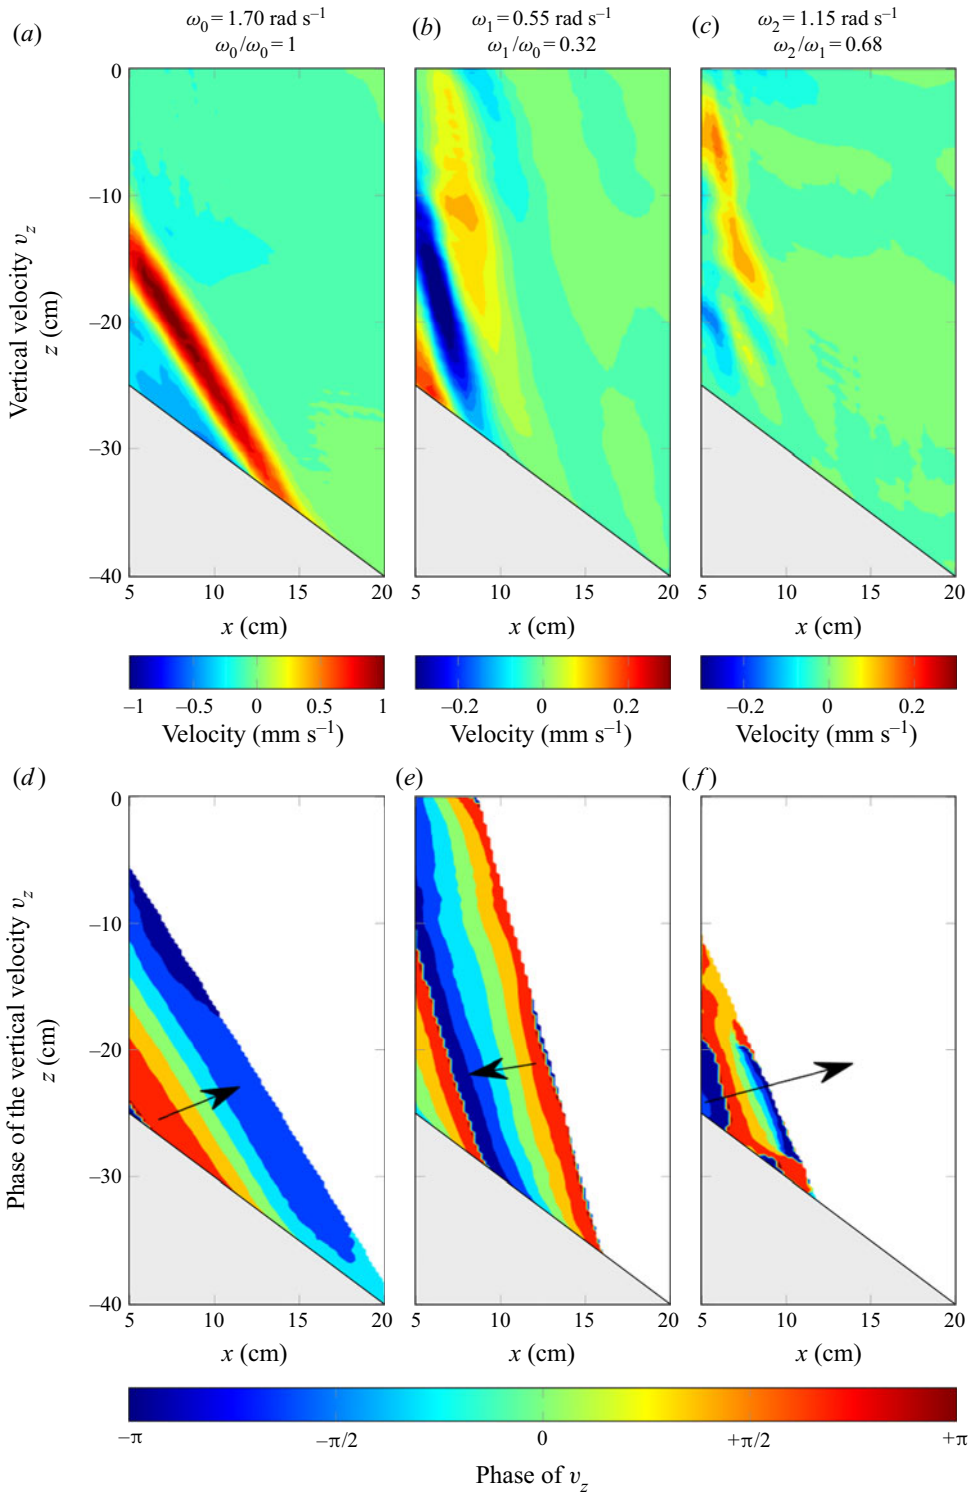 (a) ω₀ = 1.70 rad s⁻¹ (b) ω₁ = 0.55 rad s⁻¹ (c) ω₂ = 1.15 rad s⁻¹
ω₀/ω₀ = 1 ω₁/ω₀ = 0.32 ω₂/ω₁ = 0.68
Vertical velocity v_z
z (cm)
0
–10
–20
–30
–40
5 10 15 20 5 10 15 20 5 10 15 20
x (cm) x (cm) x (cm)
–1 –0.5 0 0.5 1 –0.2 0 0.2 –0.2 0 0.2
Velocity (mm s⁻¹) Velocity (mm s⁻¹) Velocity (mm s⁻¹)
(d) (e) (f)
Phase of the vertical velocity v_z
z (cm)
0
–10
–20
–30
–40
5 10 15 20 5 10 15 20 5 10 15 20
x (cm) x (cm) x (cm)
–π –π/2 0 +π/2 +π
Phase of v_z